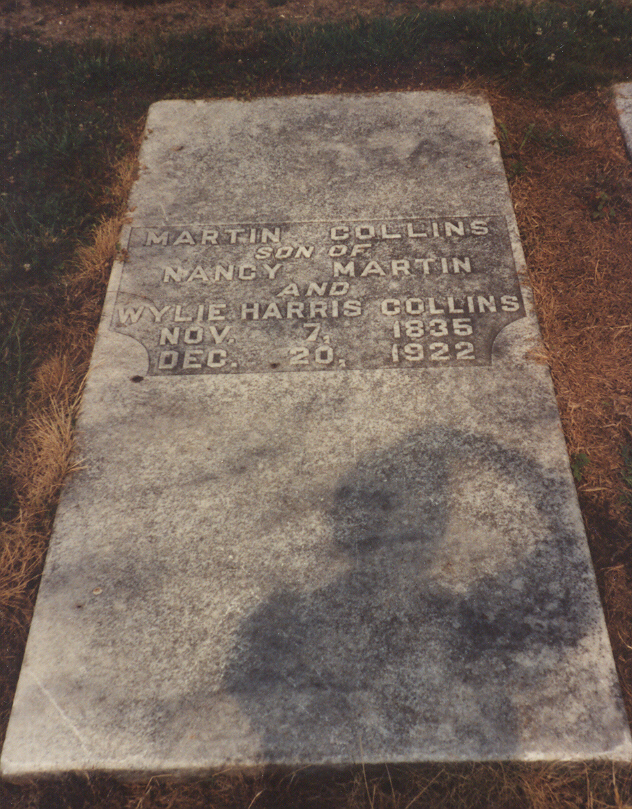 MARTIN COLLINS
SON OF
NANCY MARTIN
AND
WYLIE HARRIS COLLINS
NOV. 7, 1835
DEC. 20, 1922